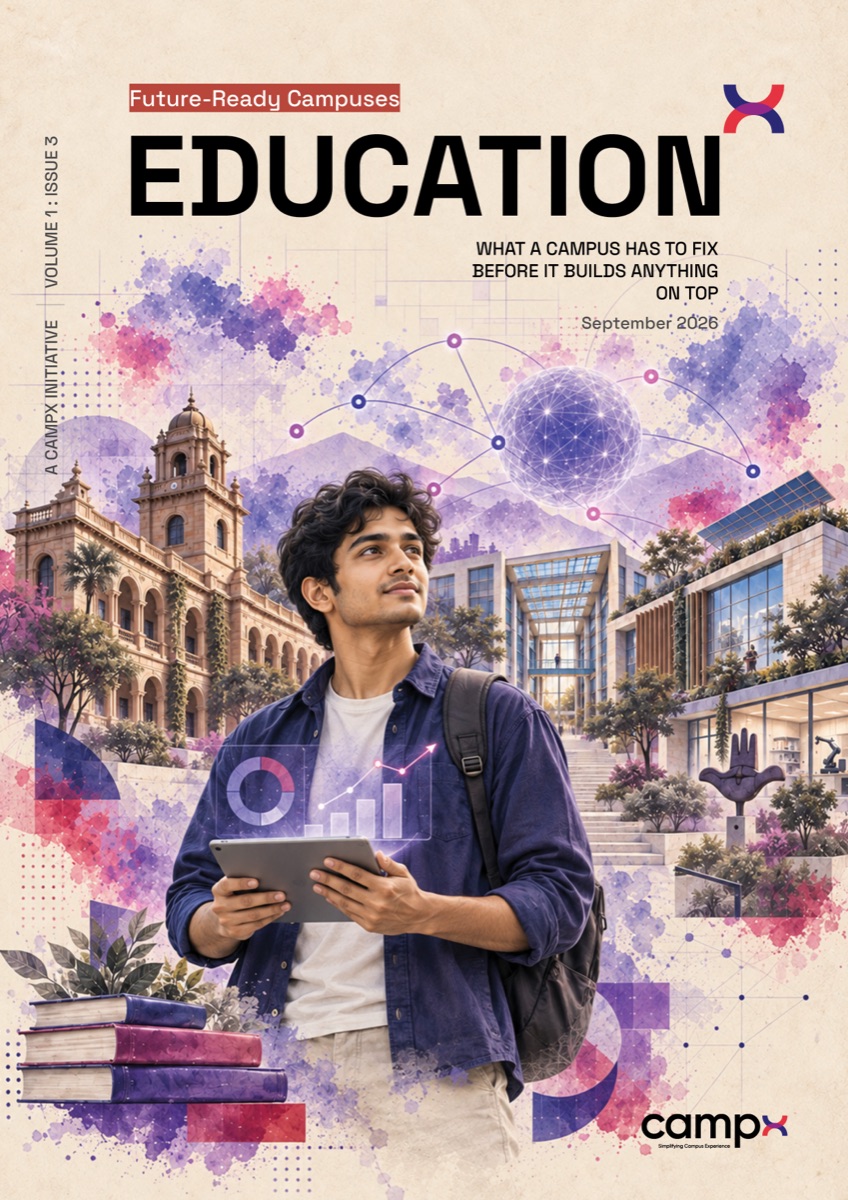 Future-Ready Campuses
EDUCATION
WHAT A CAMPUS HAS TO FIX
BEFORE IT BUILDS ANYTHING
ON TOP
September 2026
VOLUME 1 : ISSUE 3
A CAMPX INITIATIVE
campx
Simplifying Campus Experience